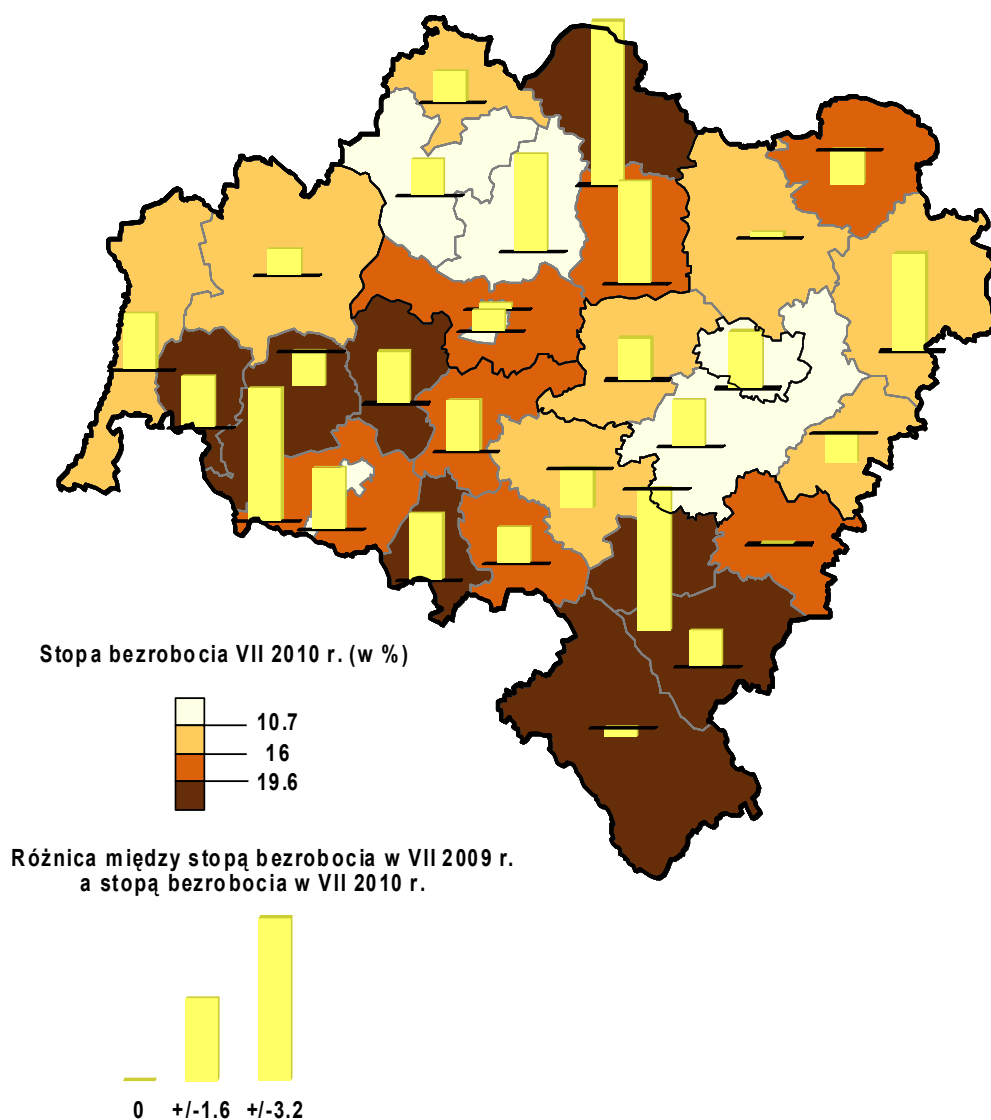 Stopa bezrobocia VII 2010 r. (w %)
10.7
16
19.6
Różnica między stopą bezrobocia w VII 2009 r.
a stopą bezrobocia w VII 2010 r.
0 +/-1.6 +/-3.2